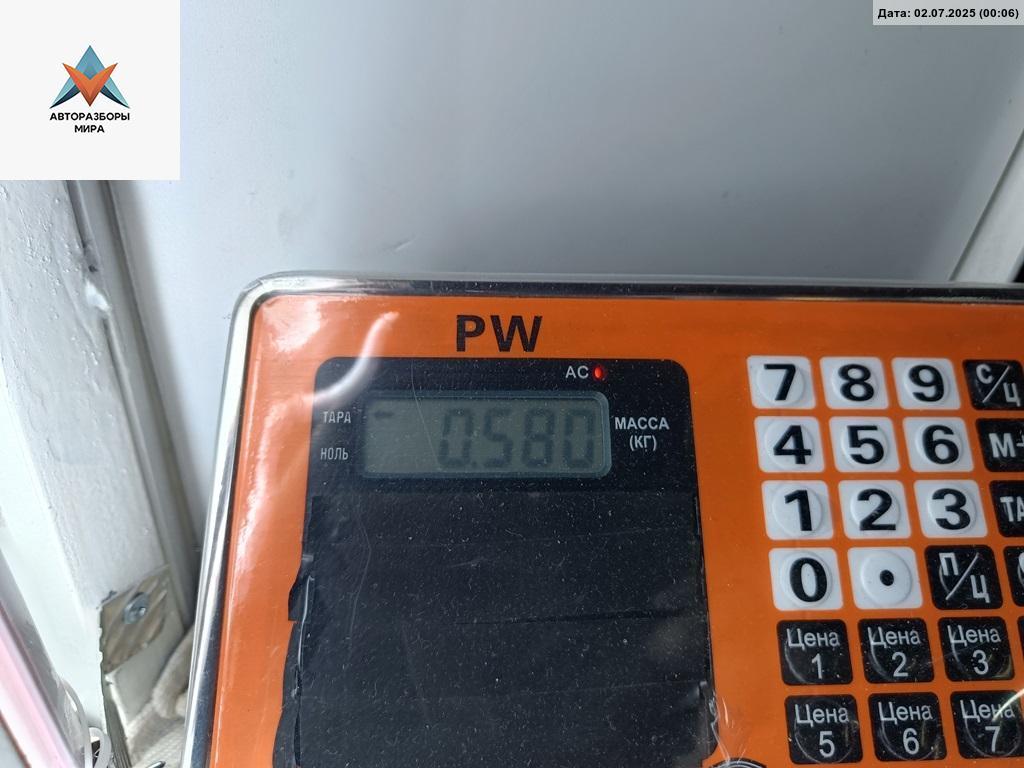 Дата: 02.07.2025 (00:06)
АВТОРАЗБОРЫ
МИРА
PW
AC
ТАРА
НОЛЬ
0.580
МАССА
(КГ)
7 8 9 С/Ц
4 5 6
1 2 3
0 . П/Ц
Цена 1 Цена 2 Цена 3
Цена 5 Цена 6 Цена 7